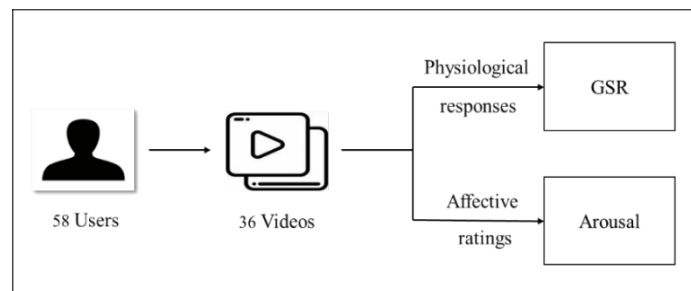 58 Users
36 Videos
Physiological
responses
GSR
Affective
ratings
Arousal